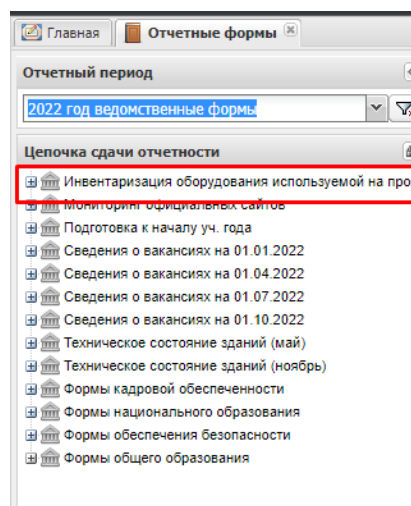 Главная
Отчетные формы
Отчетный период
2022 год ведомственные формы
Цепочка сдачи отчетности
Инвентаризация оборудования используемой на про
Мониторинг официальных сайтов
Подготовка к началу уч. года
Сведения о вакансиях на 01.01.2022
Сведения о вакансиях на 01.04.2022
Сведения о вакансиях на 01.07.2022
Сведения о вакансиях на 01.10.2022
Техническое состояние зданий (май)
Техническое состояние зданий (ноябрь)
Формы кадровой обеспеченности
Формы национального образования
Формы обеспечения безопасности
Формы общего образования